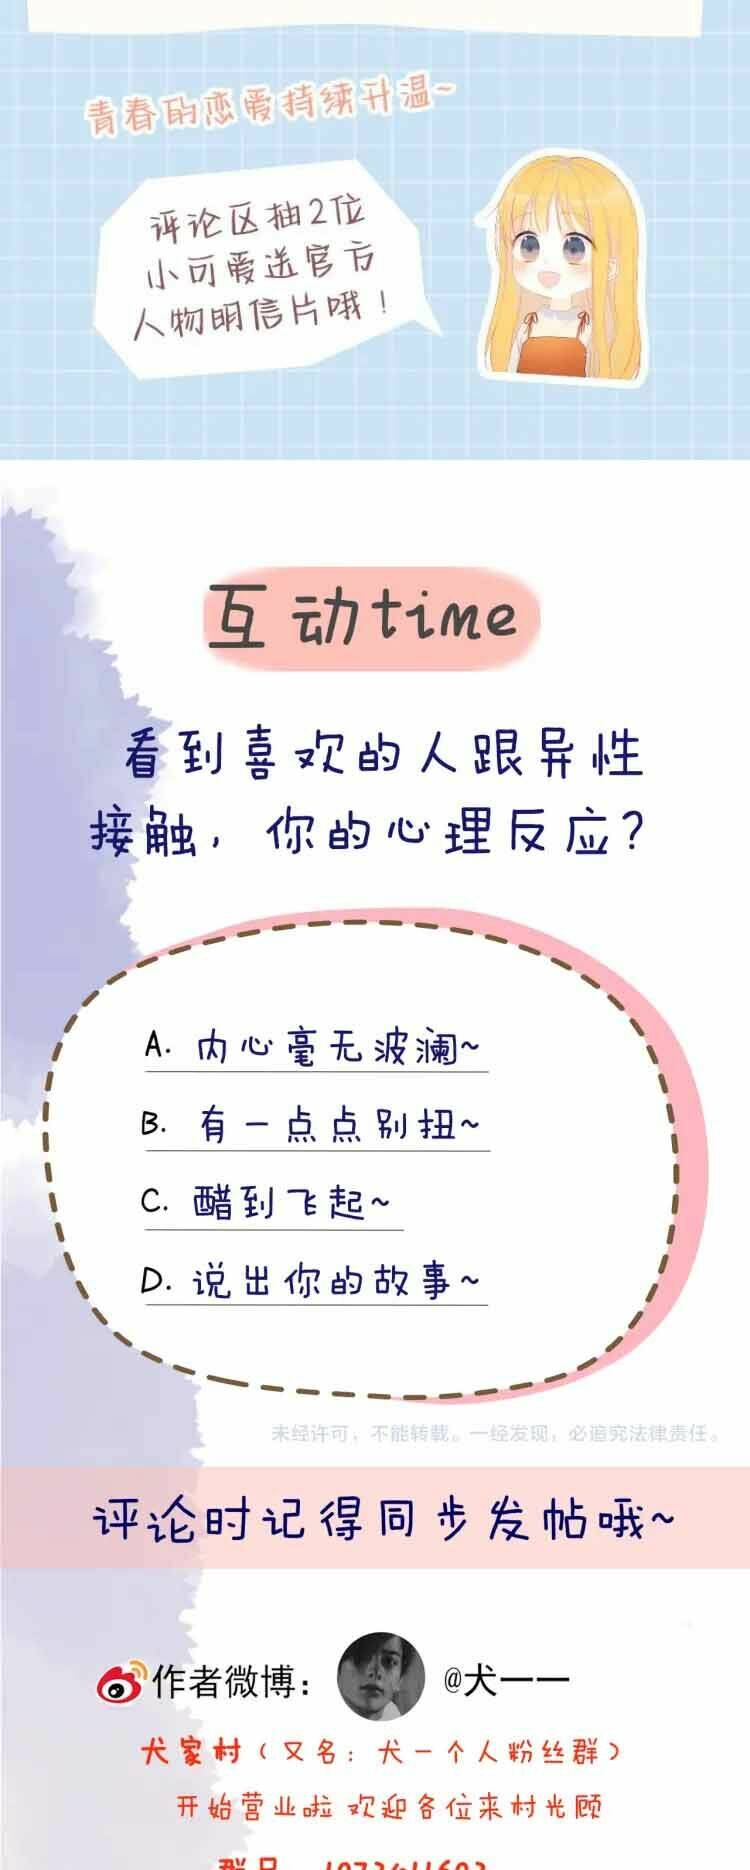 青春的恋爱持续升温~
评论区抽2位
小可爱送官方
人物明信片哦！
互动time
看到喜欢的人跟异性
接触，你的心理反应？
A. 内心毫无波澜~
B. 有一点点别扭~
C. 醋到飞起~
D. 说出你的故事~
未经许可，不能转载。一经发现，必追究法律责任。
评论时记得同步发帖哦~
作者微博：@犬一一
犬家村（又名：犬一个人粉丝群）
开始营业啦 欢迎各位来村光顾